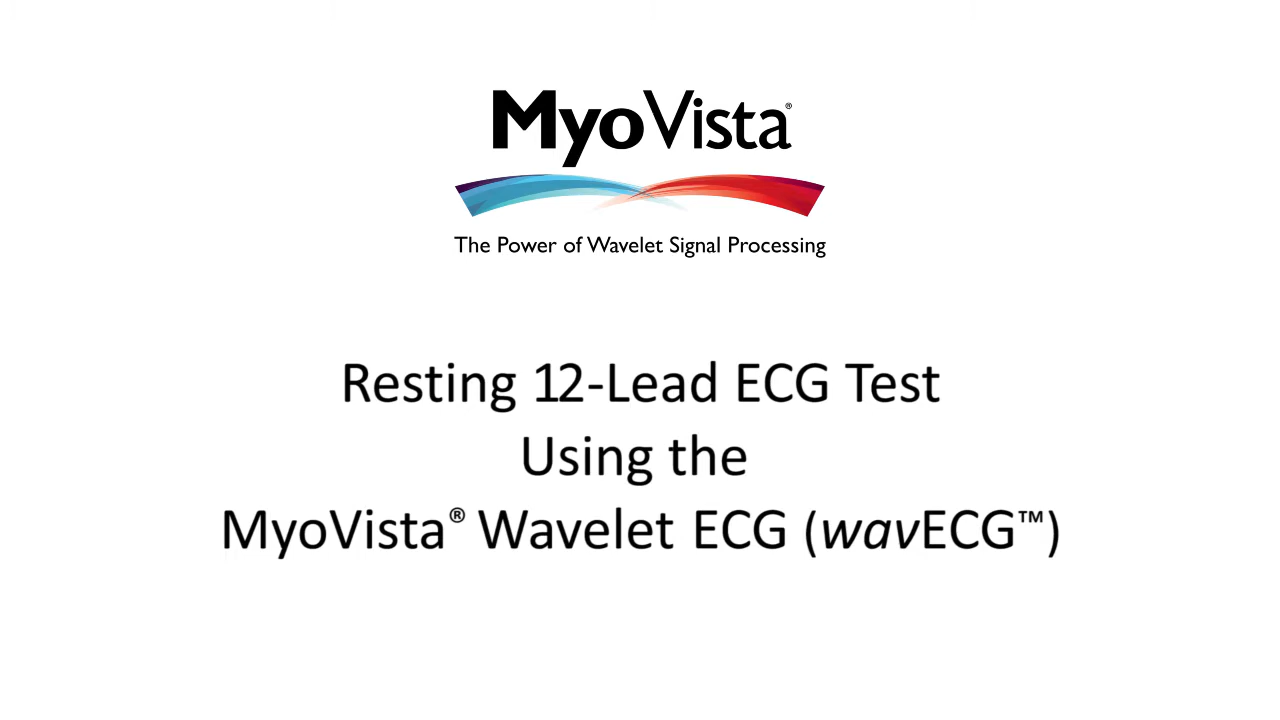 MyoVista®
The Power of Wavelet Signal Processing
Resting 12-Lead ECG Test
Using the
MyoVista® Wavelet ECG (wavECG™)